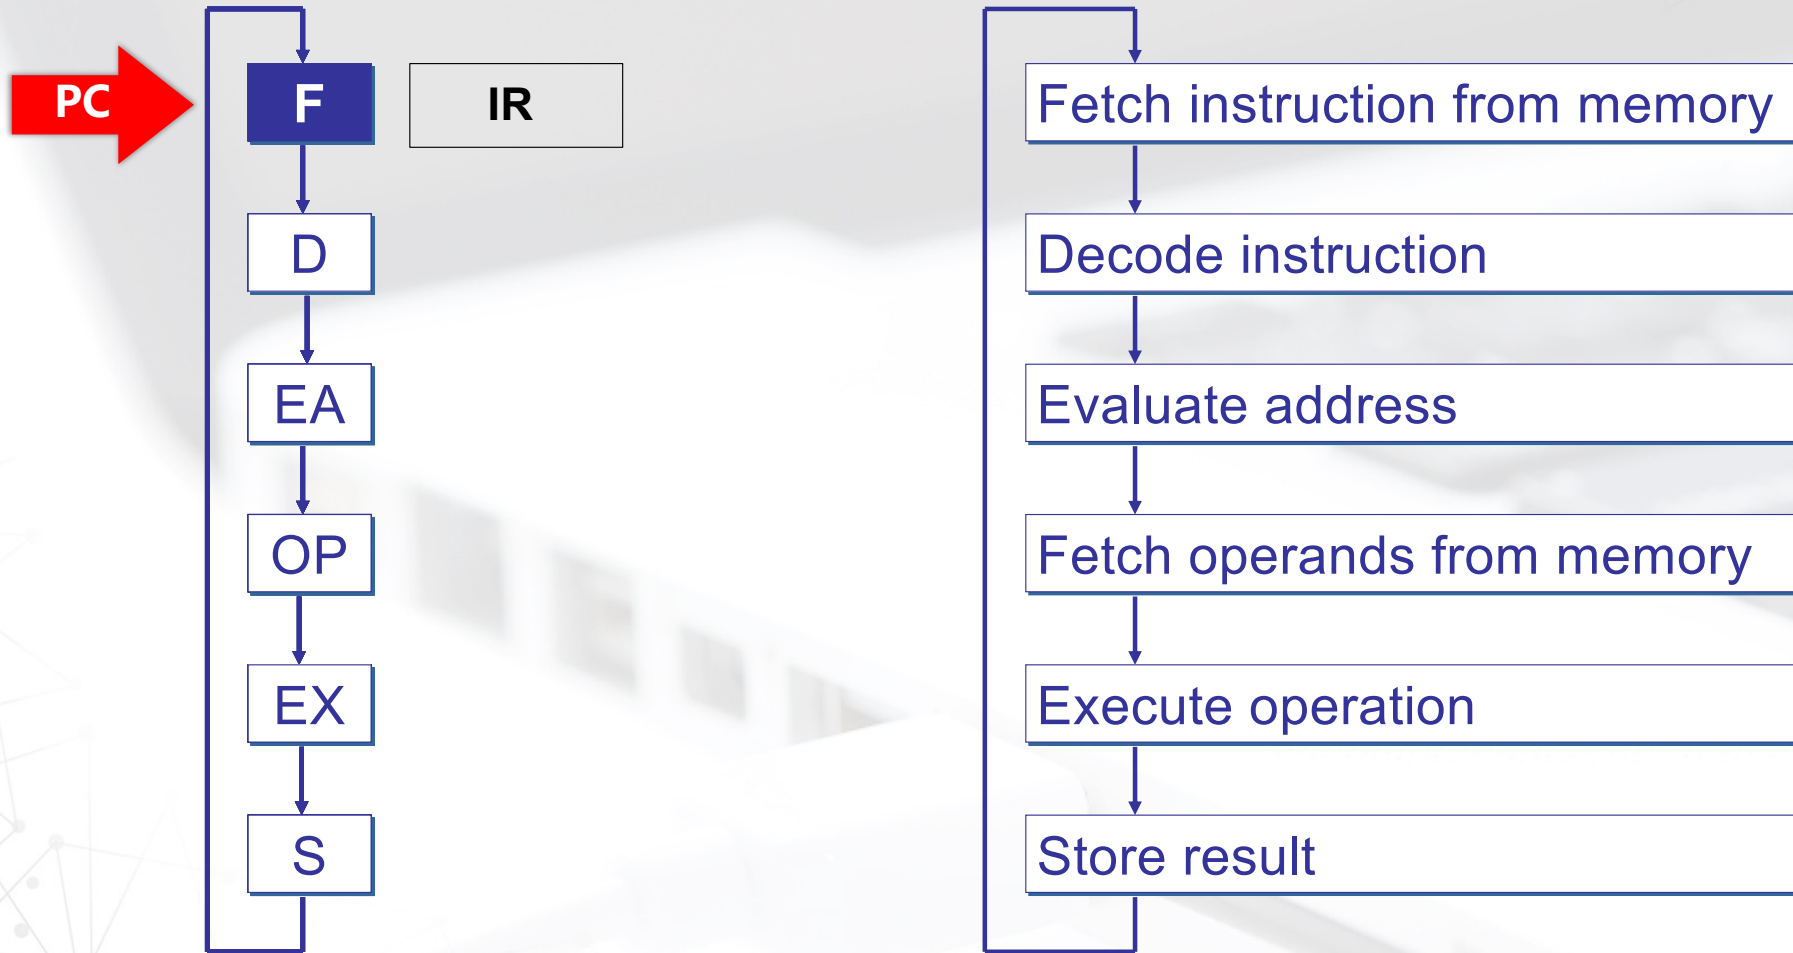 PC
F
IR
D
EA
OP
EX
S
Fetch instruction from memory
Decode instruction
Evaluate address
Fetch operands from memory
Execute operation
Store result